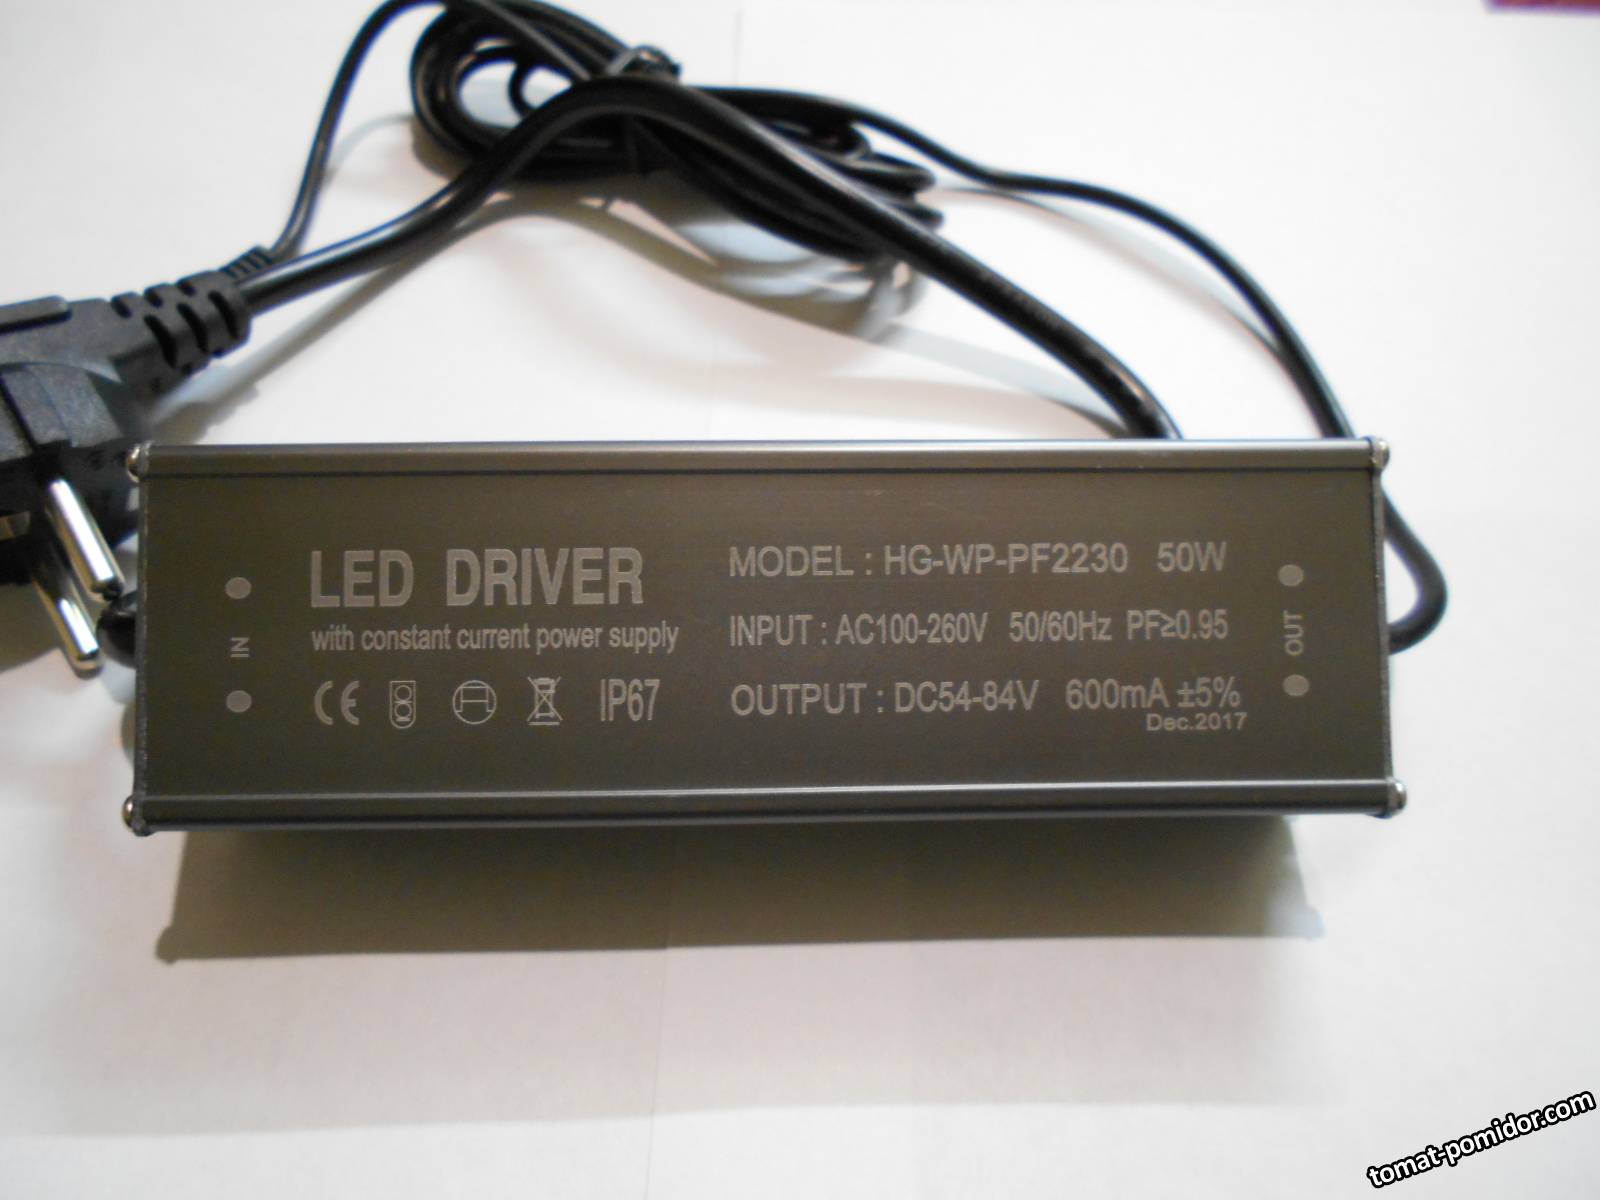 LED DRIVER
with constant current power supply
CE IP67
IN
MODEL : HG-WP-PF2230 50W
INPUT : AC100-260V 50/60Hz PF≥0.95
OUTPUT : DC54-84V 600mA ±5%
Dec.2017
OUT
tomat-pomidor.com